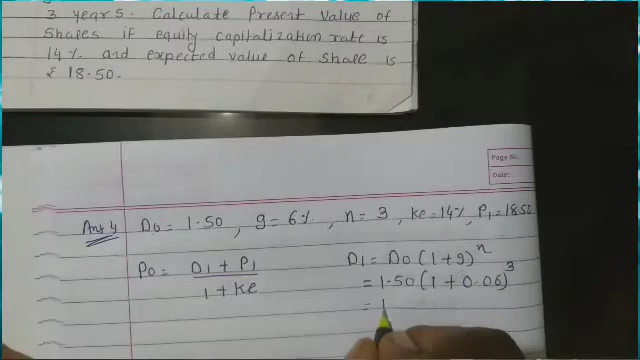 3 years. Calculate Present Value of
Shares if equity capitalization rate is
14% and expected value of share is
₹ 18.50.
Page No.
Date:
Ans 4 D0 = 1.50, g = 6%, n = 3, ke = 14%, P1 = 18.50
P0 = D1 + P1
1 + ke
D1 = D0 (1 + g)^n
= 1.50 (1 + 0.06)^3
= 1